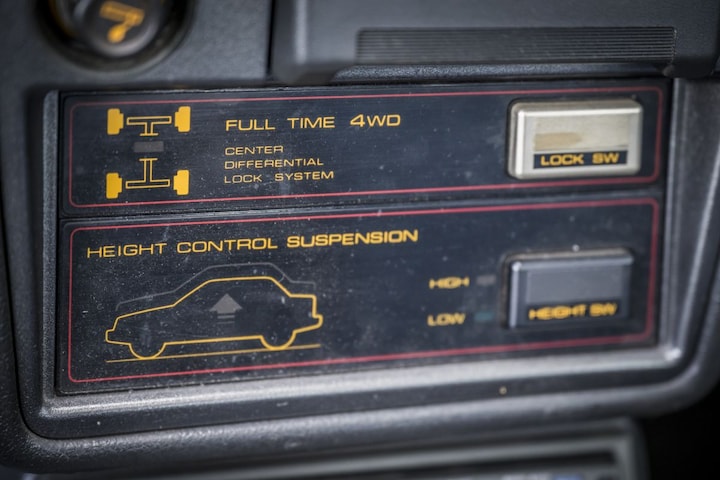 FULL TIME 4WD
CENTER
DIFFERENTIAL
LOCK SYSTEM
LOCK SW
HEIGHT CONTROL SUSPENSION
HIGH
LOW
HEIGHT SW